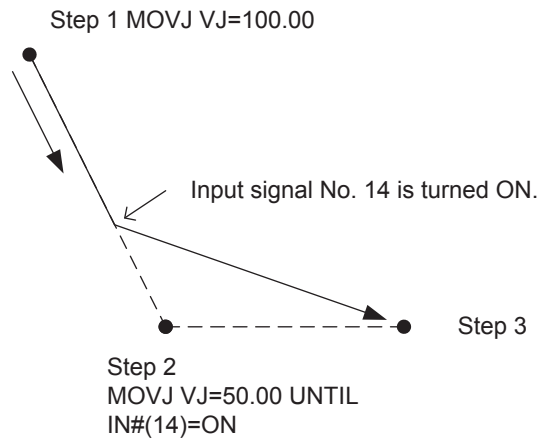 Step 1 MOVJ VJ=100.00
Input signal No. 14 is turned ON.
Step 3
Step 2
MOVJ VJ=50.00 UNTIL
IN#(14)=ON